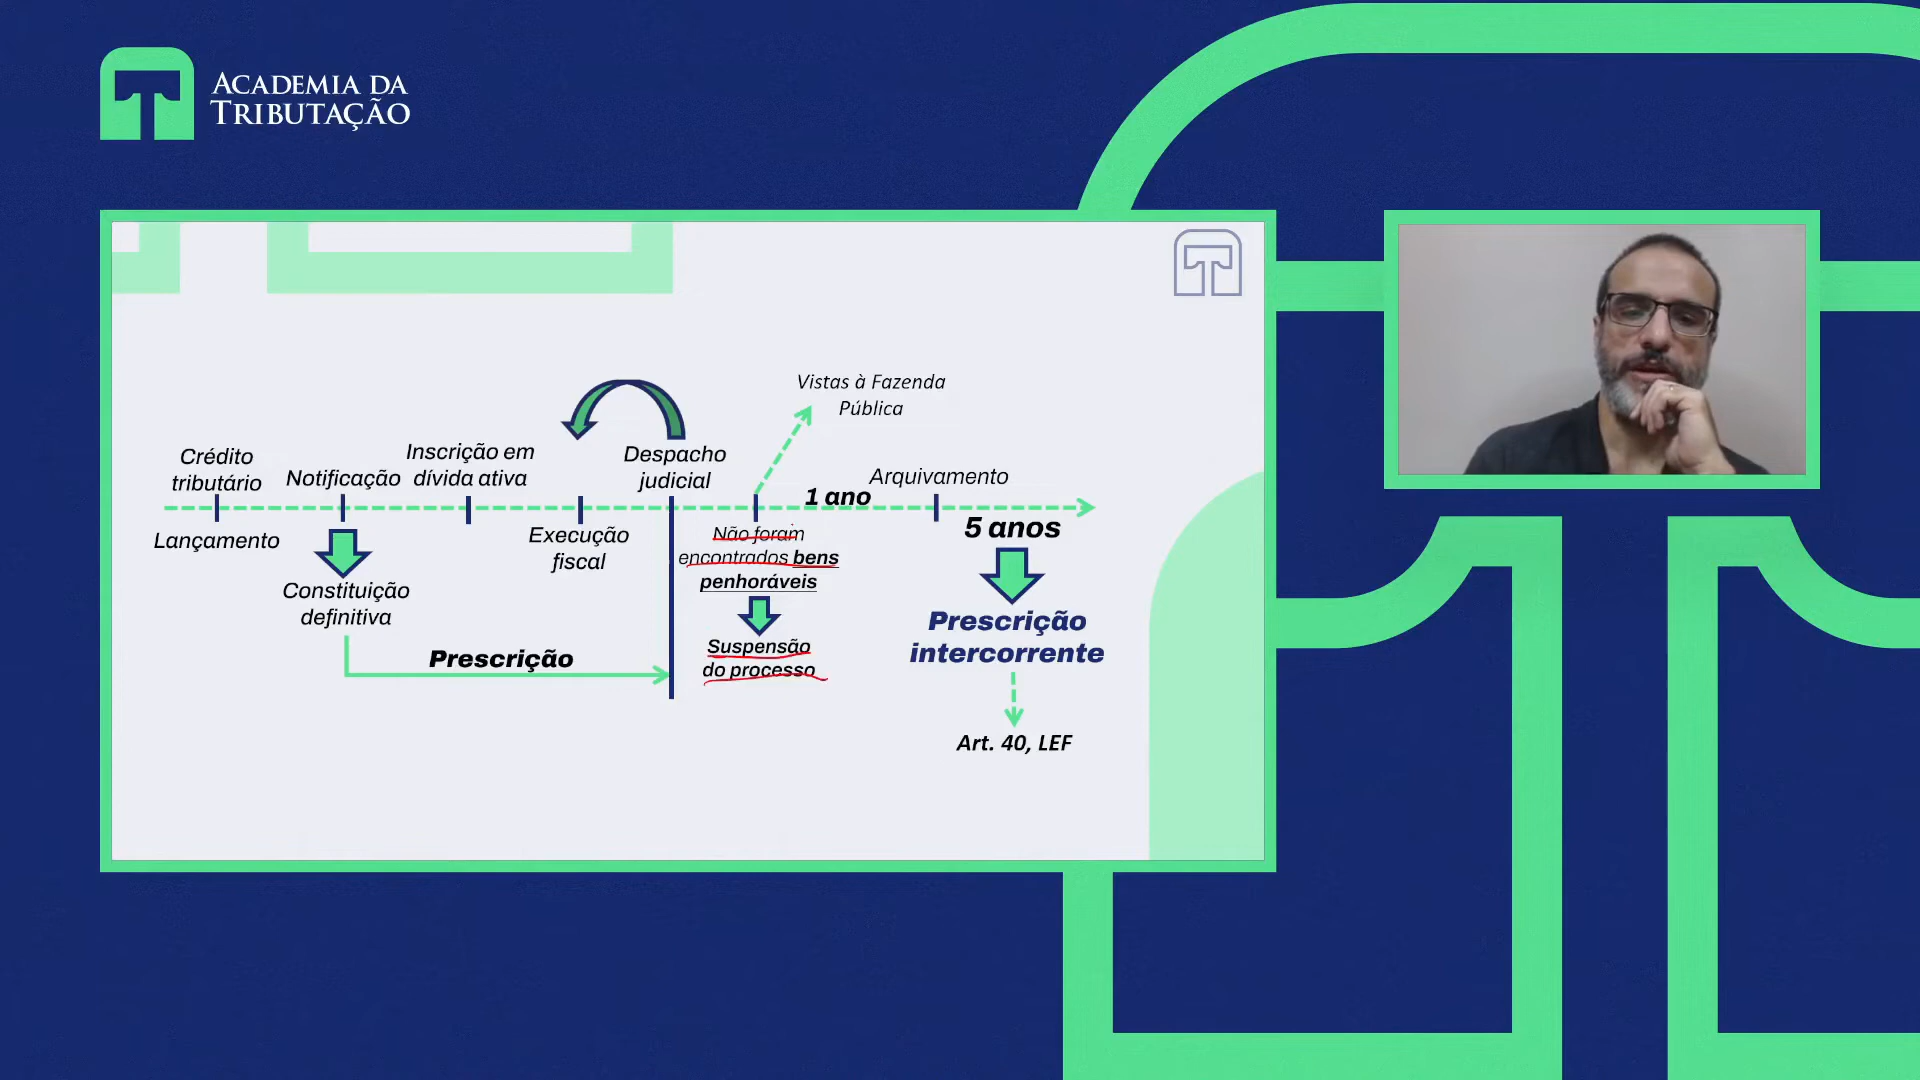 ACADEMIA DA
TRIBUTAÇÃO
Vistas à Fazenda
Pública
Crédito
tributário
Notificação
Inscrição em
dívida ativa
Despacho
judicial
1 ano
Arquivamento
Lançamento
Constituição
definitiva
Execução
fiscal
Não foram
encontrados bens
penhoráveis
5 anos
Prescrição
Suspensão
do processo
Prescrição
intercorrente
Art. 40, LEF